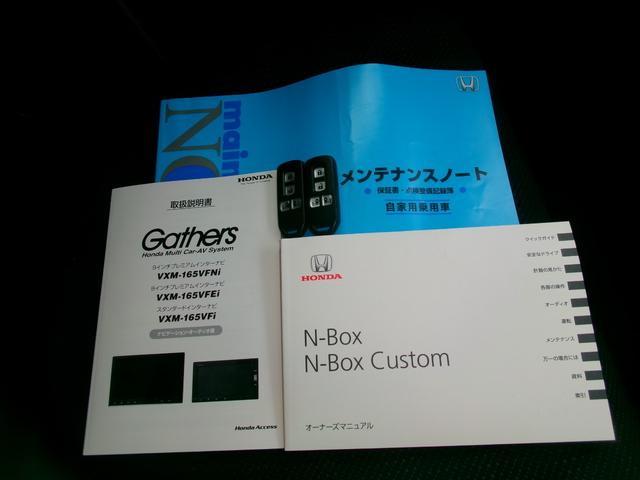 main
NO
メンテナンスノート
保証書・点検整備記録簿
自家用乗用車
HONDA
取扱説明書
Gathers
Honda Multi Car-AV System
9インチプレミアムインターナビ
VXM-165VFNi
8インチプレミアムインターナビ
VXM-165VFEi
スタンダードインターナビ
VXM-165VFi
ナビゲーション・オーディオ編
Honda Access
HONDA
N-Box
N-Box Custom
オーナーズマニュアル
クイックガイド
安全なドライブ
計器の見かた
各部の操作
オーディオ
運転
メンテナンス
万一の場合には
資料
索引